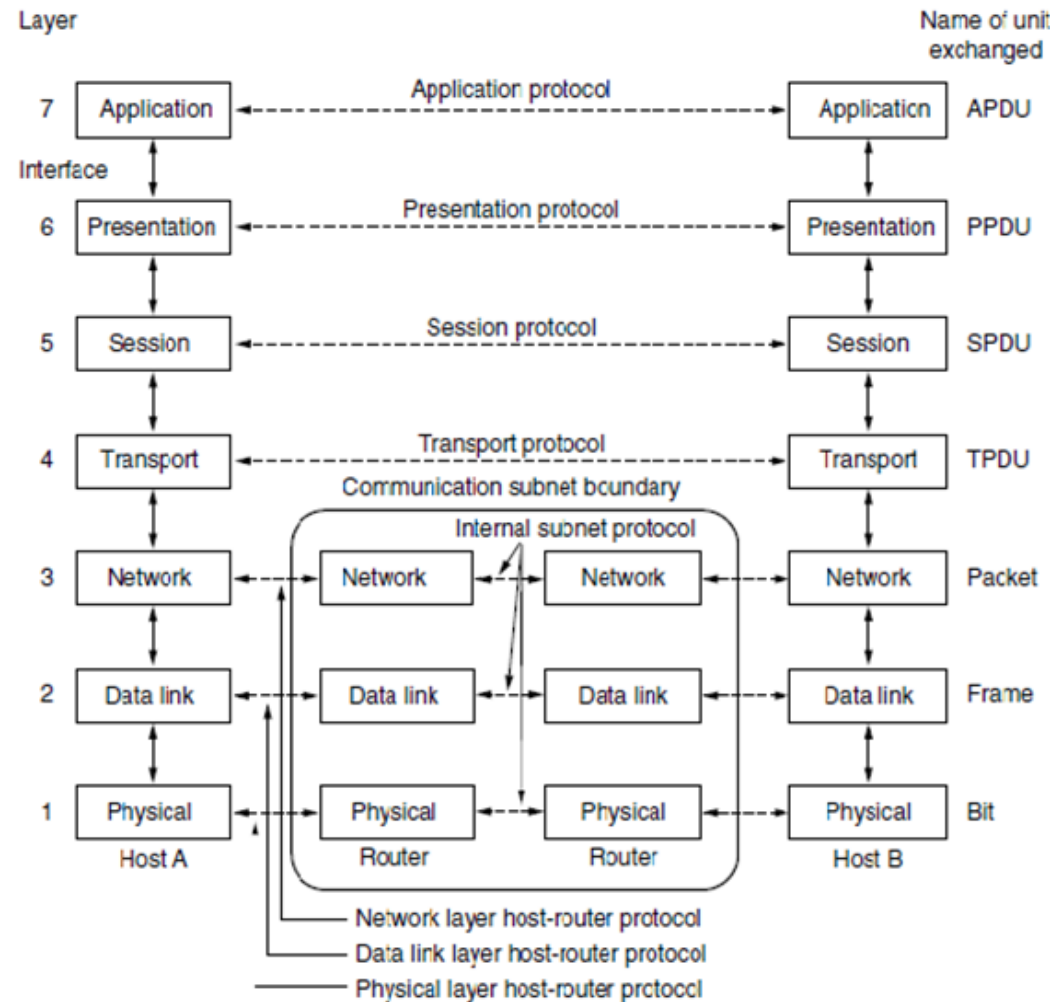 Layer
Name of unit
exchanged
7 Application Application protocol Application APDU
Interface
6 Presentation Presentation protocol Presentation PPDU
5 Session Session protocol Session SPDU
4 Transport Transport protocol Transport TPDU
Communication subnet boundary
Internal subnet protocol
3 Network Network Network Network Packet
2 Data link Data link Data link Data link Frame
1 Physical Physical Physical Physical Bit
Host A Router Router Host B
Network layer host-router protocol
Data link layer host-router protocol
Physical layer host-router protocol